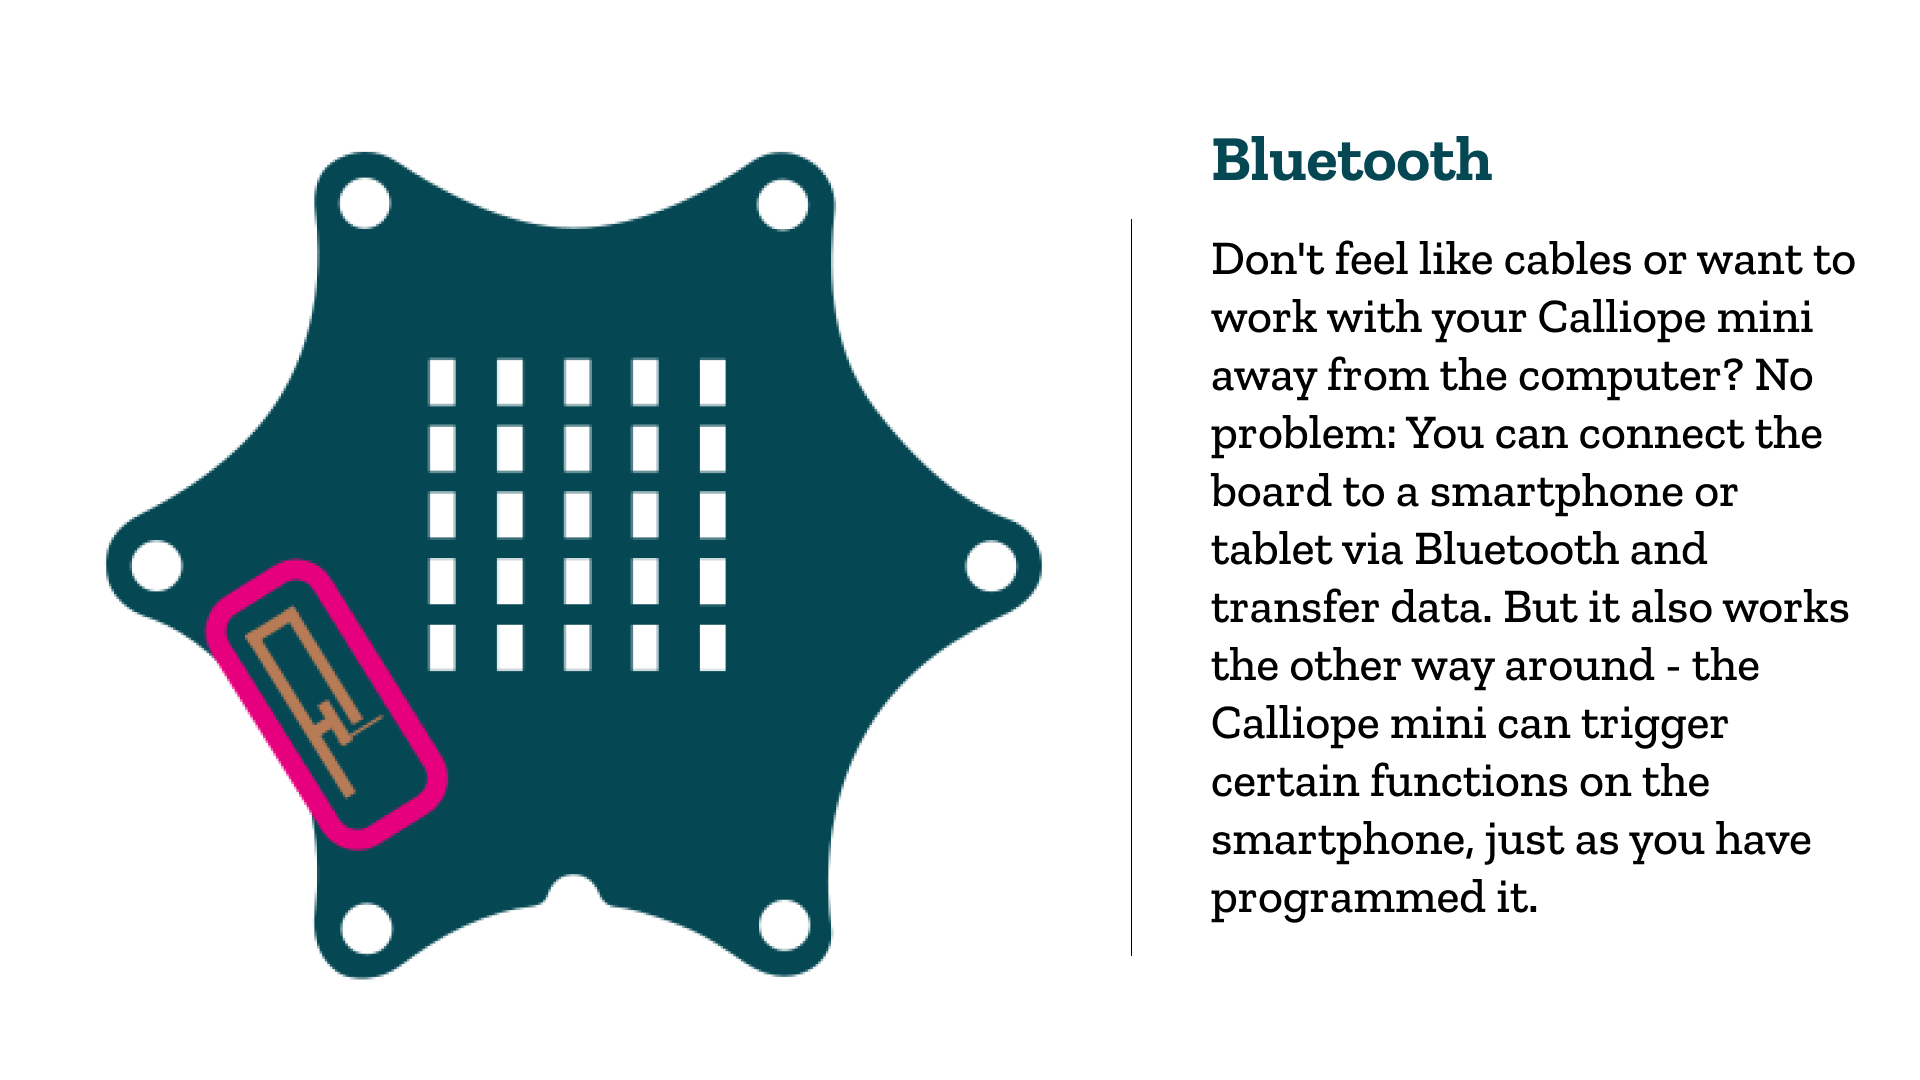 Bluetooth
Don't feel like cables or want to
work with your Calliope mini
away from the computer? No
problem: You can connect the
board to a smartphone or
tablet via Bluetooth and
transfer data. But it also works
the other way around - the
Calliope mini can trigger
certain functions on the
smartphone, just as you have
programmed it.